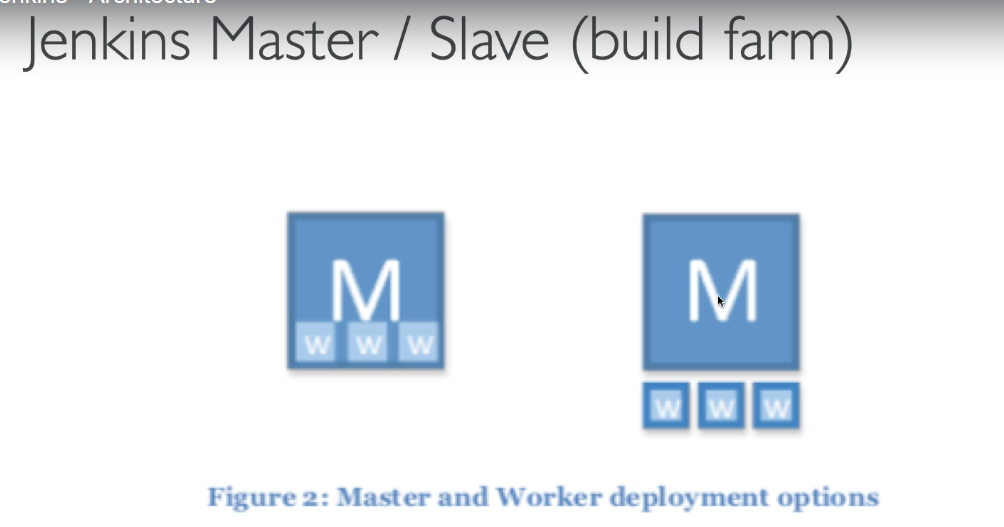 Jenkins Master / Slave (build farm)
M
W W W
M
W W W
Figure 2: Master and Worker deployment options